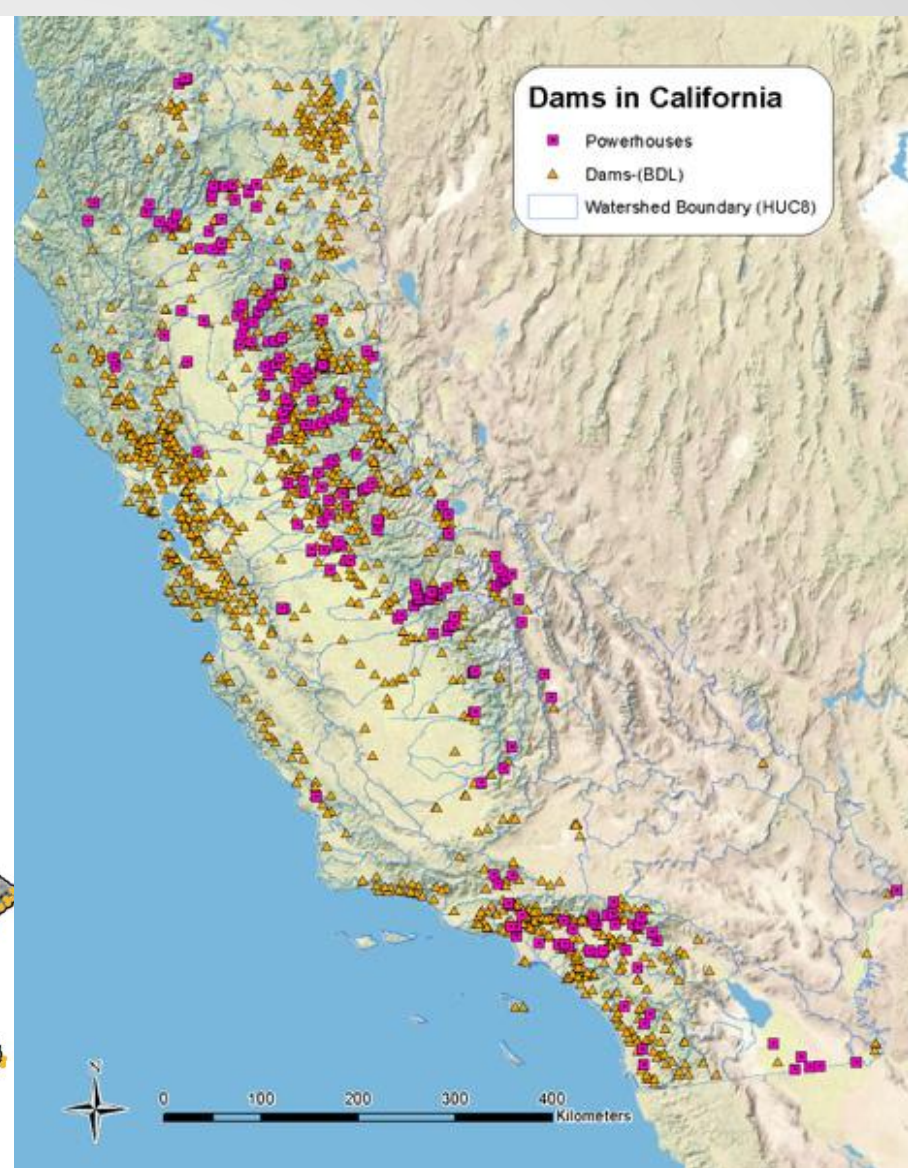 Dams in California
Powerhouses
Dams-(BDL)
Watershed Boundary (HUC8)
N
0 100 200 300 400
Kilometers